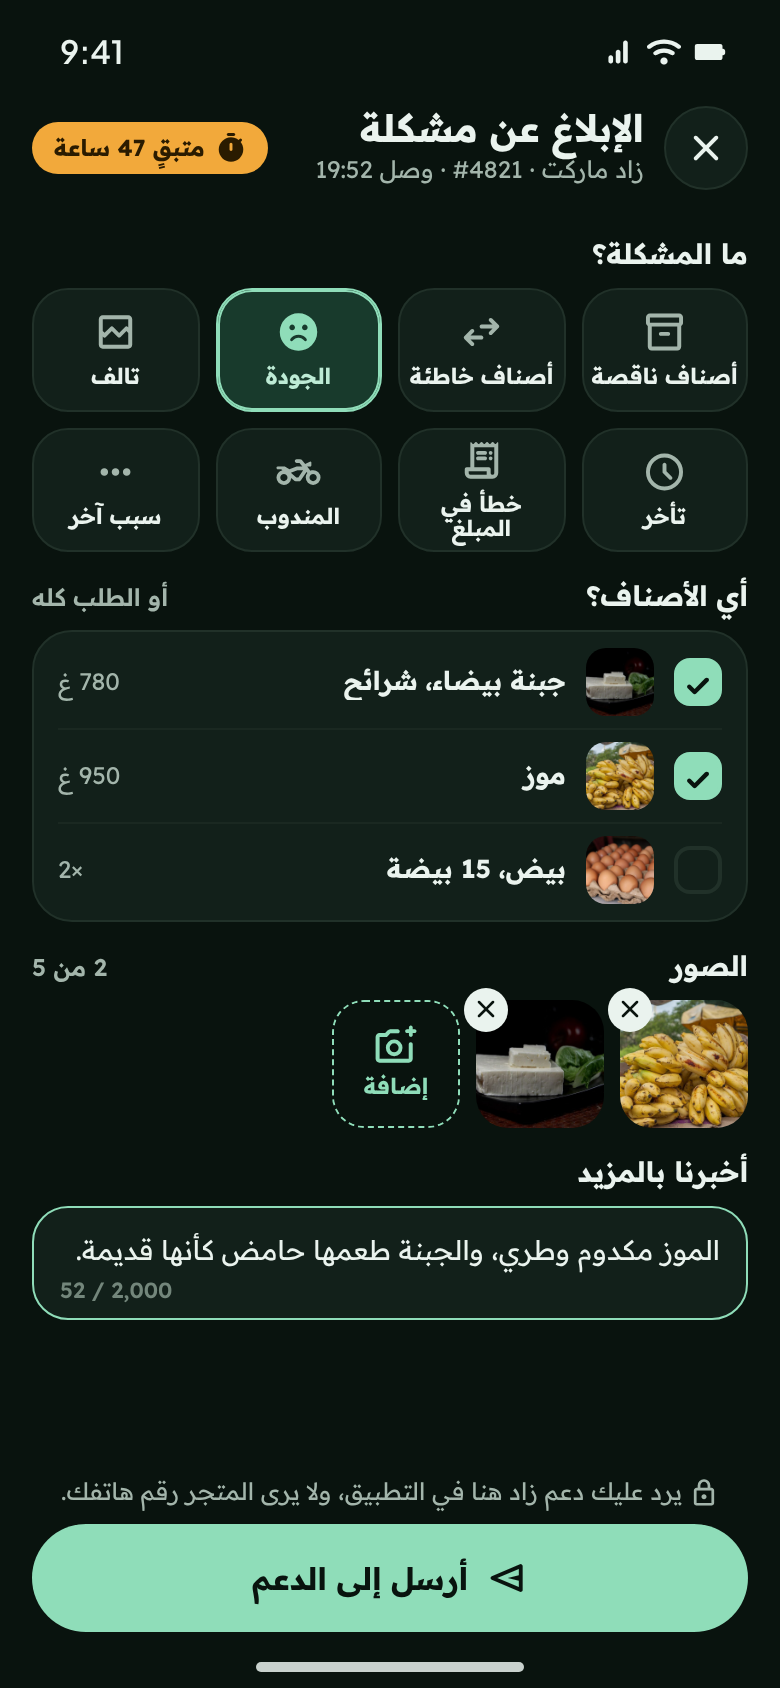 9:41
الإبلاغ عن مشكلة
زاد ماركت · #4821 · وصل 19:52
متبقٍ 47 ساعة
ما المشكلة؟
أصناف ناقصة
أصناف خاطئة
الجودة
تالف
تأخر
خطأ في
المبلغ
المندوب
سبب آخر
أي الأصناف؟
أو الطلب كله
جبنة بيضاء، شرائح
780 غ
موز
950 غ
بيض، 15 بيضة
2×
الصور
2 من 5
إضافة
أخبرنا بالمزيد
الموز مكدوم وطري، والجبنة طعمها حامض كأنها قديمة.
52 / 2,000
يرد عليك دعم زاد هنا في التطبيق، ولا يرى المتجر رقم هاتفك.
أرسل إلى الدعم